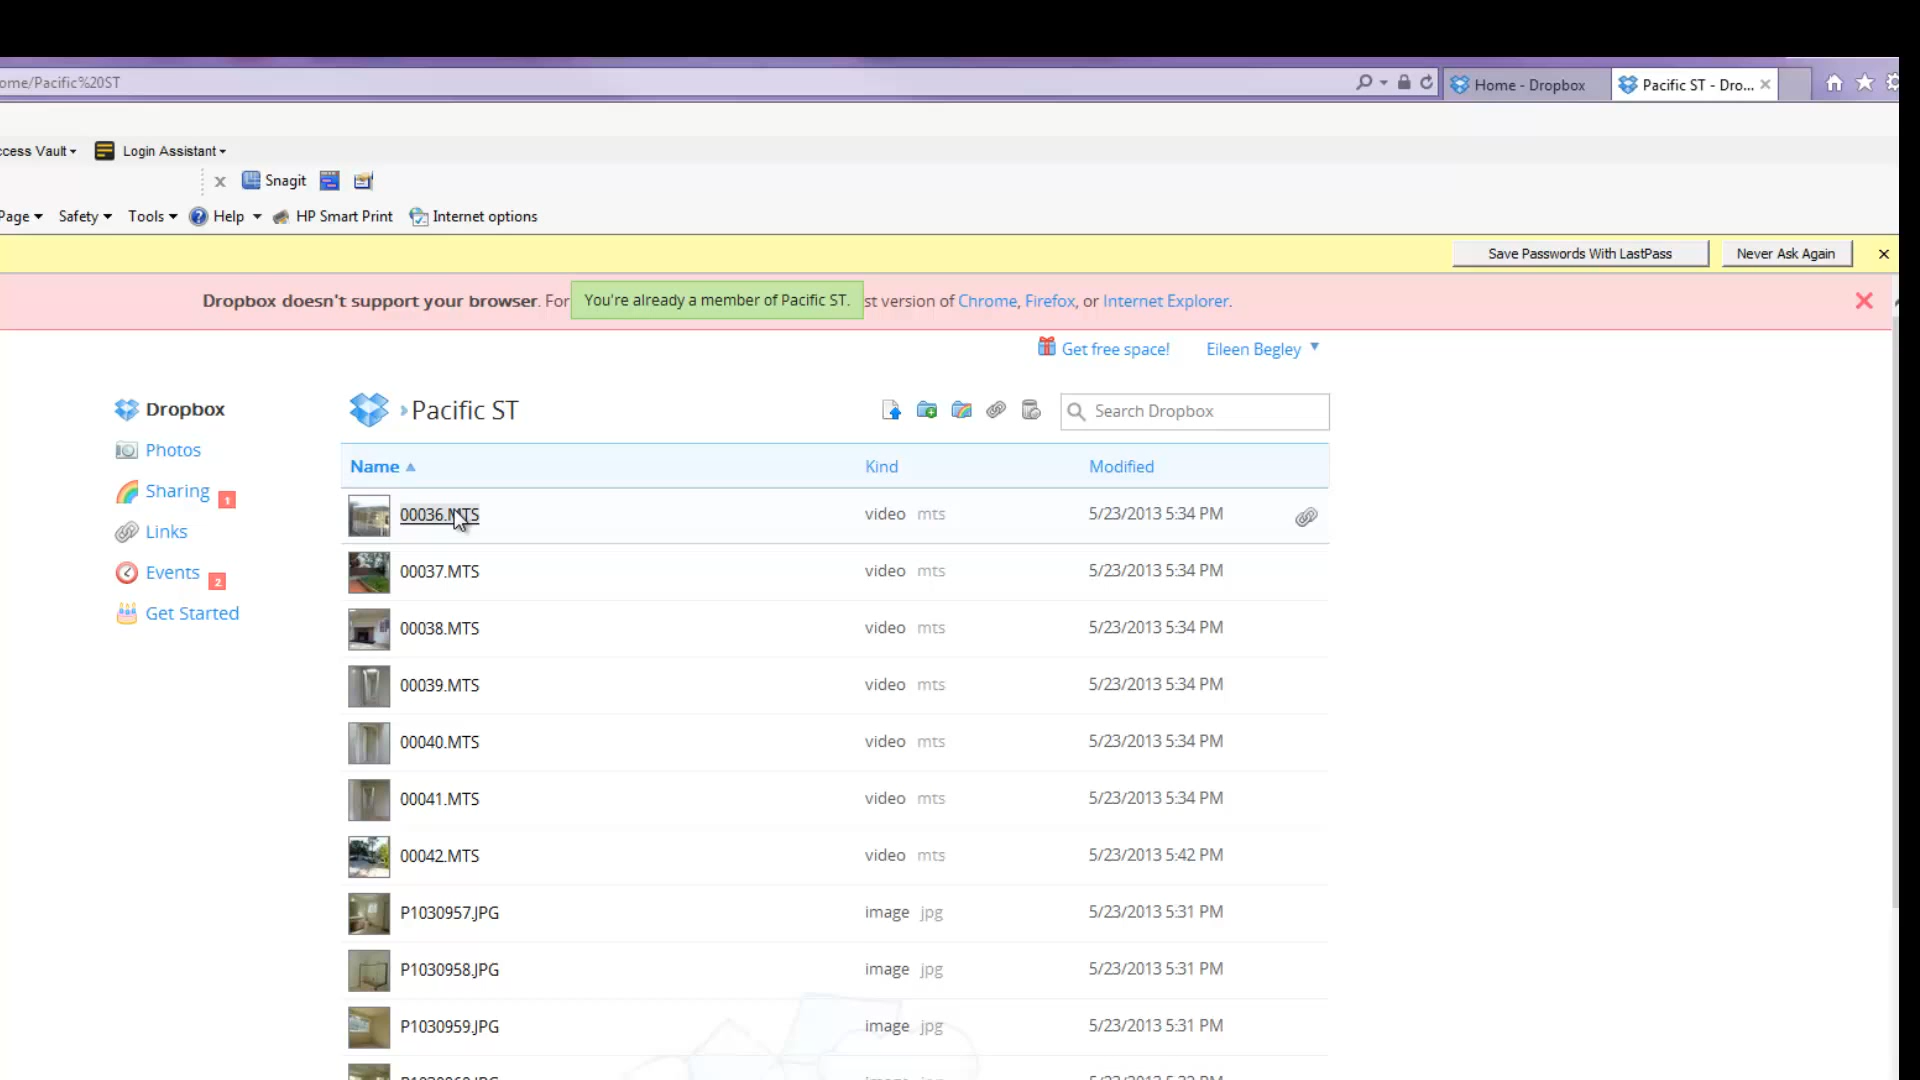 ome/Pacific%20ST
Home - Dropbox
Pacific ST - Dro...
ccess Vault
Login Assistant
x Snagit
Page Safety Tools Help HP Smart Print Internet options
Save Passwords With LastPass Never Ask Again
Dropbox doesn't support your browser. For You're already a member of Pacific ST. st version of Chrome, Firefox, or Internet Explorer.
Get free space! Eileen Begley
Dropbox
Photos
Sharing 1
Links
Events 2
Get Started
Pacific ST
Search Dropbox
Name Kind Modified
00036.MTS video mts 5/23/2013 5:34 PM
00037.MTS video mts 5/23/2013 5:34 PM
00038.MTS video mts 5/23/2013 5:34 PM
00039.MTS video mts 5/23/2013 5:34 PM
00040.MTS video mts 5/23/2013 5:34 PM
00041.MTS video mts 5/23/2013 5:34 PM
00042.MTS video mts 5/23/2013 5:42 PM
P1030957.JPG image jpg 5/23/2013 5:31 PM
P1030958.JPG image jpg 5/23/2013 5:31 PM
P1030959.JPG image jpg 5/23/2013 5:31 PM